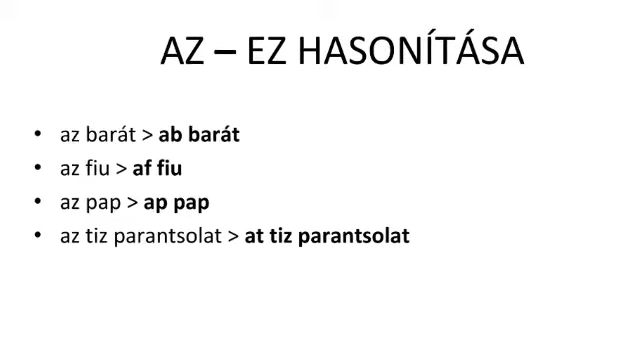 AZ – EZ HASONÍTÁSA
• az barát > ab barát
• az fiu > af fiu
• az pap > ap pap
• az tiz parantsolat > at tiz parantsolat